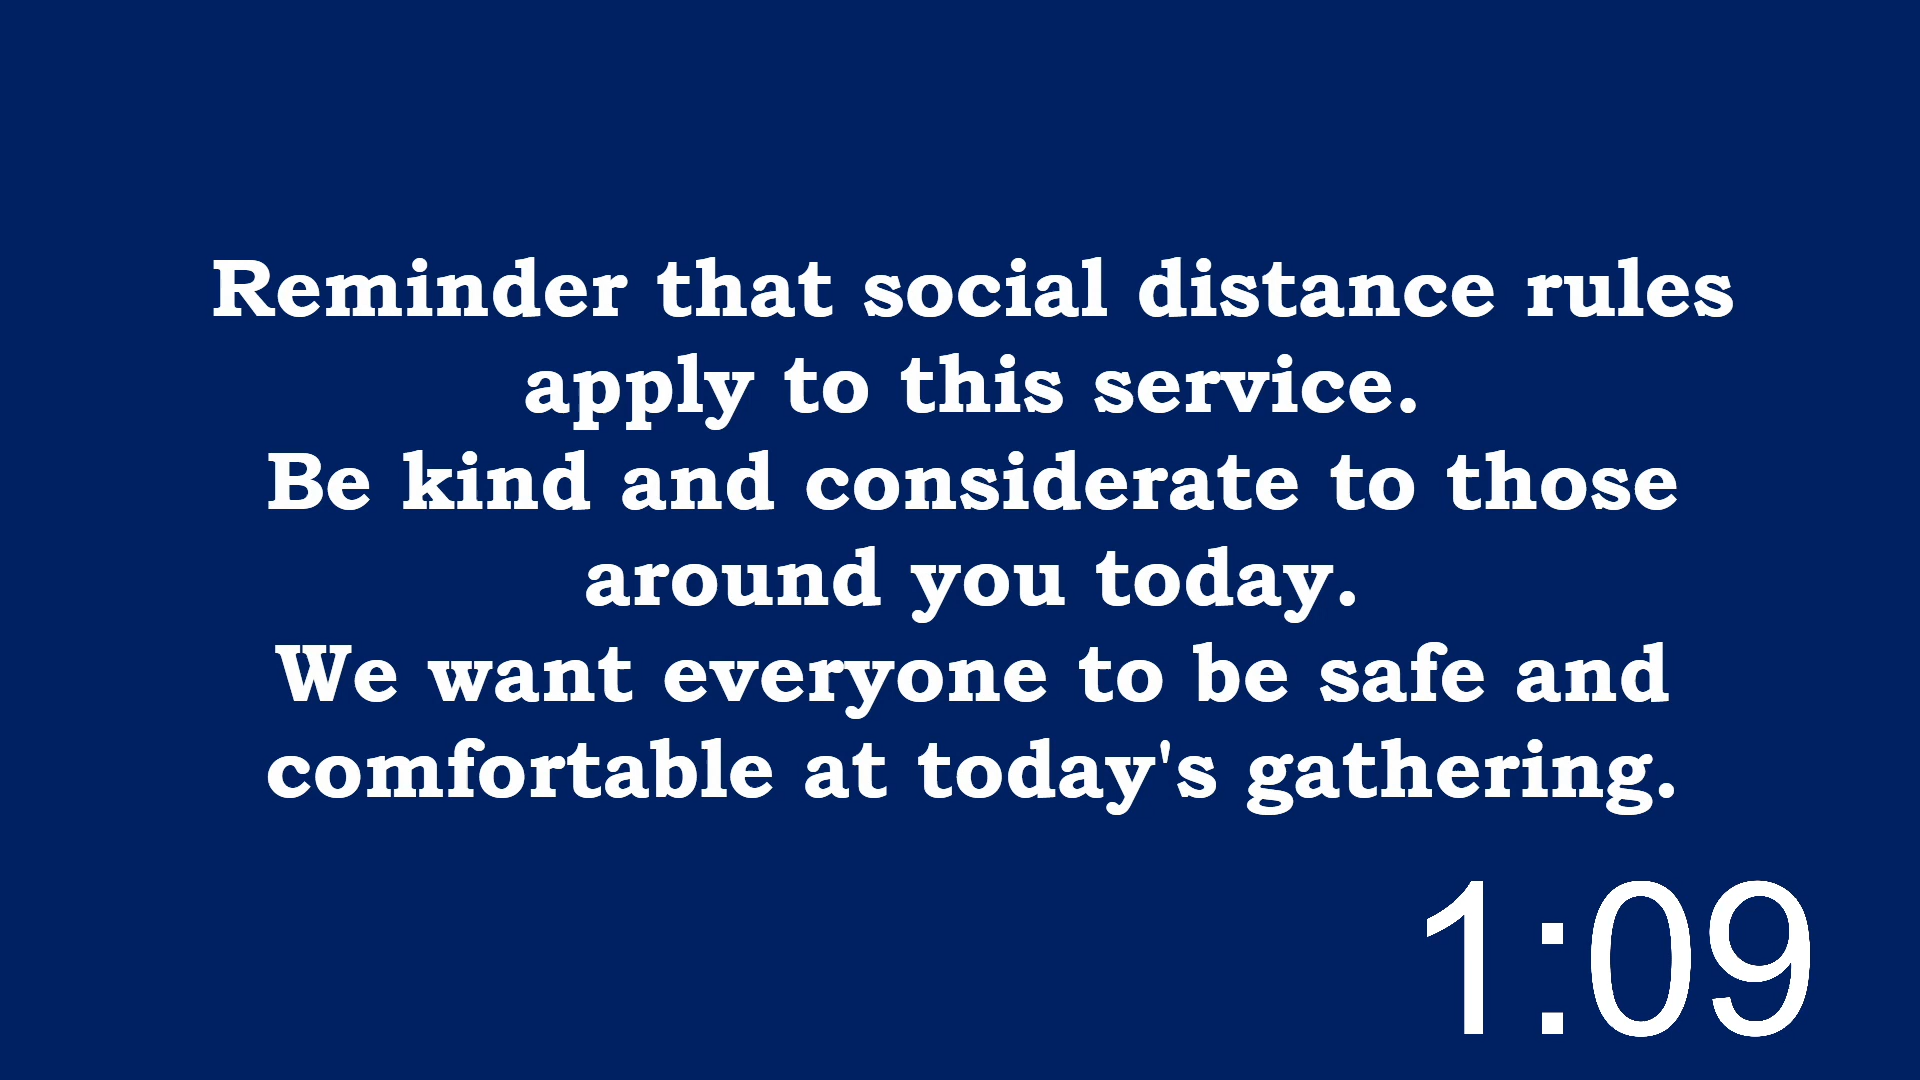 Reminder that social distance rules
apply to this service.
Be kind and considerate to those
around you today.
We want everyone to be safe and
comfortable at today's gathering.
1:09